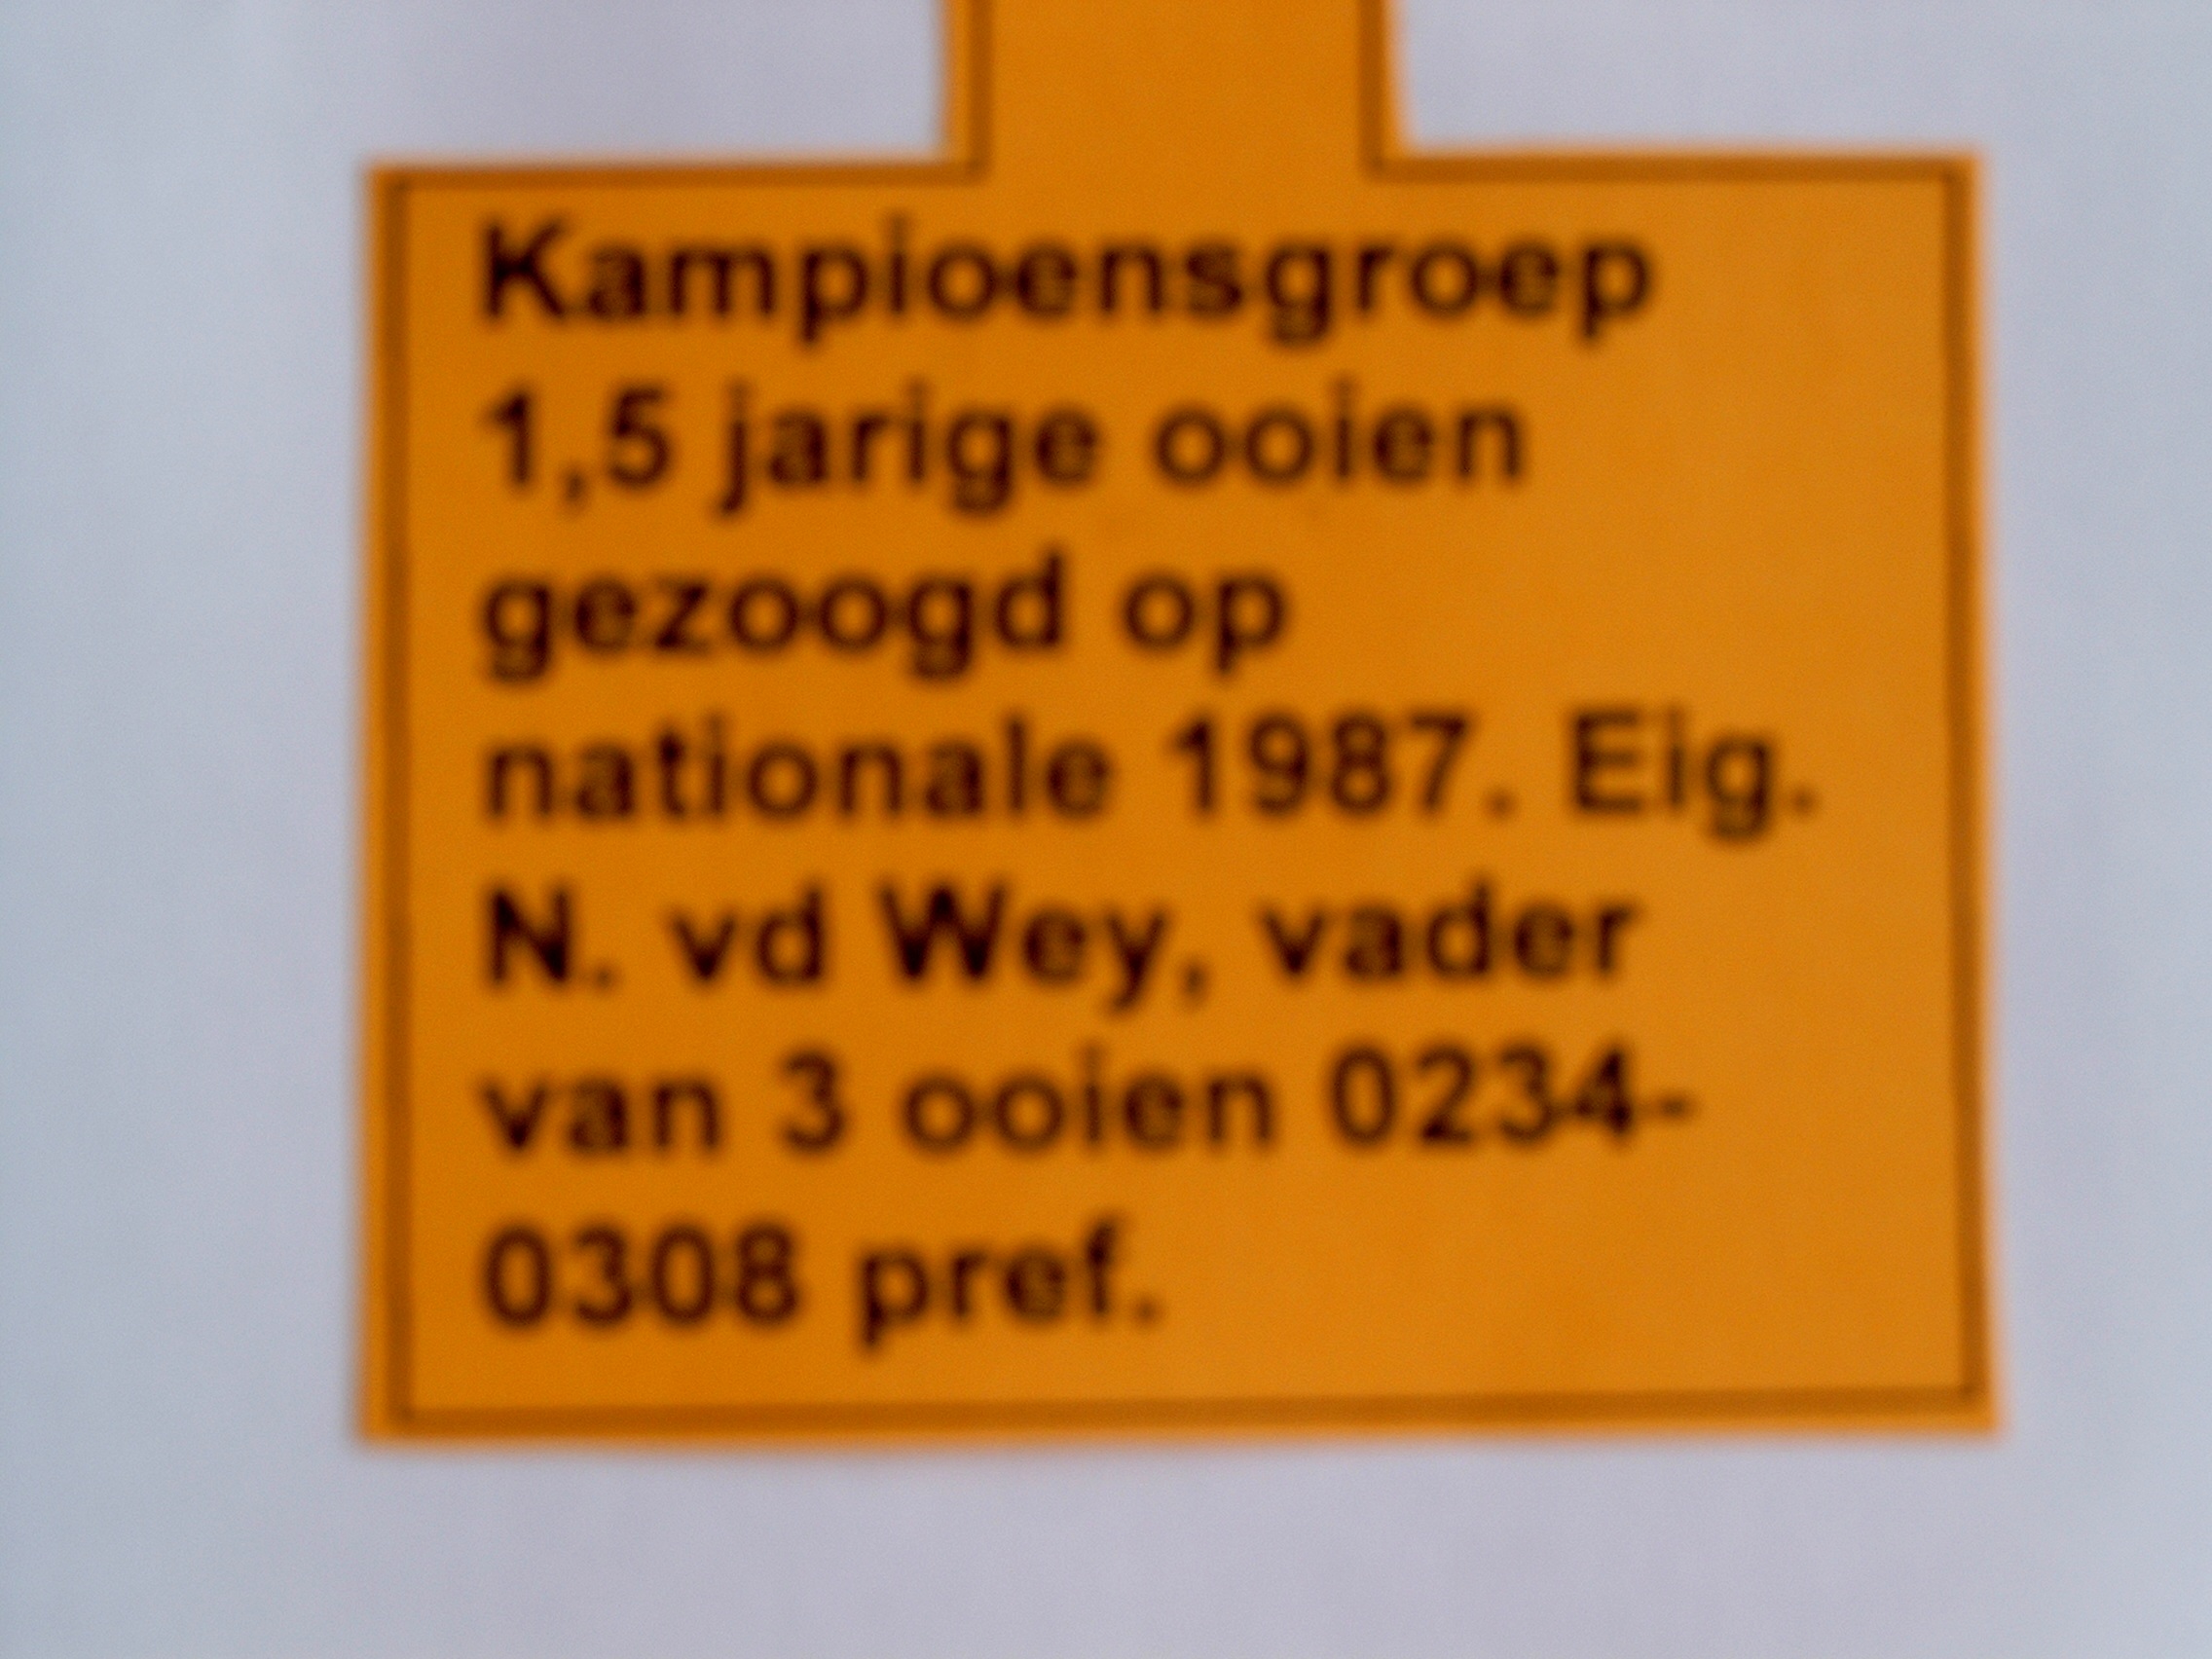 Kampioensgroep
1,5 jarige ooien
gezoogd op
nationale 1987. Eig.
N. vd Wey, vader
van 3 ooien 0234-
0308 pref.